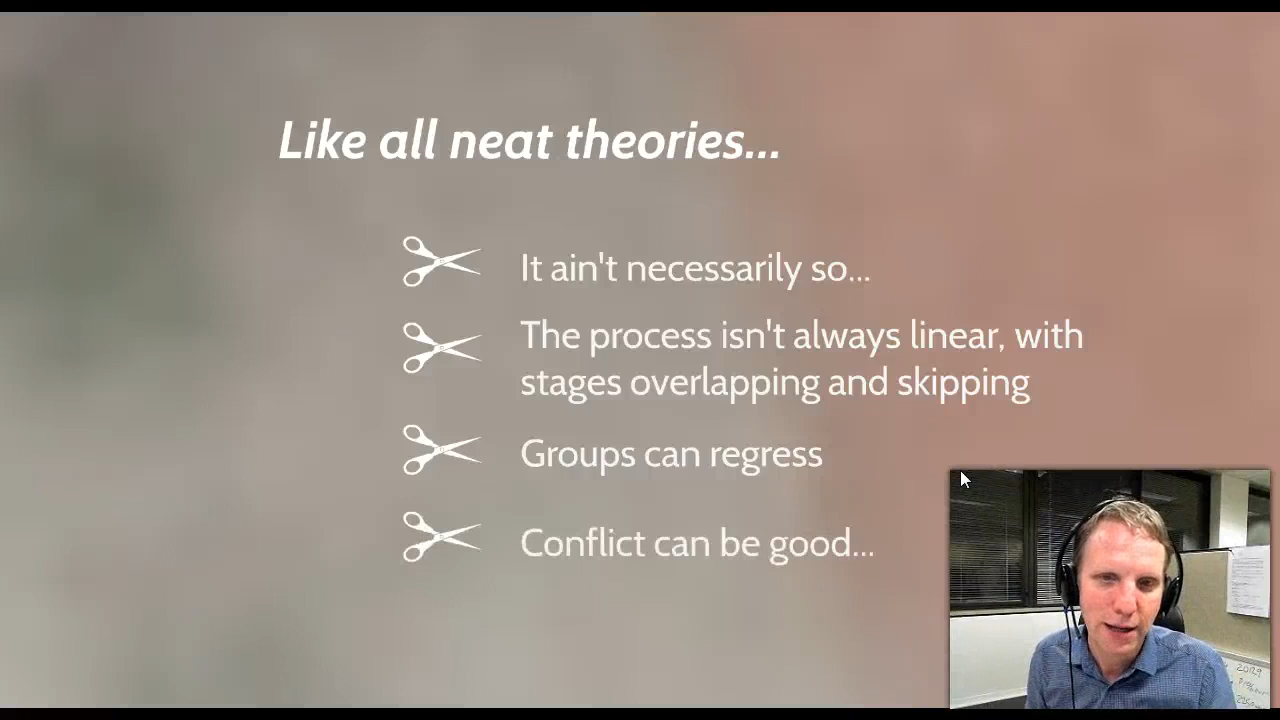 Like all neat theories...
It ain't necessarily so...
The process isn't always linear, with
stages overlapping and skipping
Groups can regress
Conflict can be good...